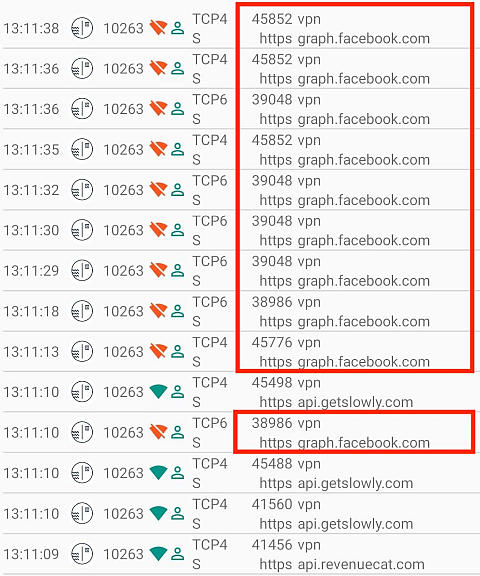 13:11:38 10263 TCP4 45852 vpn
S https graph.facebook.com
13:11:36 10263 TCP4 45852 vpn
S https graph.facebook.com
13:11:36 10263 TCP6 39048 vpn
S https graph.facebook.com
13:11:35 10263 TCP4 45852 vpn
S https graph.facebook.com
13:11:32 10263 TCP6 39048 vpn
S https graph.facebook.com
13:11:30 10263 TCP6 39048 vpn
S https graph.facebook.com
13:11:29 10263 TCP6 39048 vpn
S https graph.facebook.com
13:11:18 10263 TCP6 38986 vpn
S https graph.facebook.com
13:11:13 10263 TCP4 45776 vpn
S https graph.facebook.com
13:11:10 10263 TCP4 45498 vpn
S https api.getslowly.com
13:11:10 10263 TCP6 38986 vpn
S https graph.facebook.com
13:11:10 10263 TCP4 45488 vpn
S https api.getslowly.com
13:11:10 10263 TCP4 41560 vpn
S https api.getslowly.com
13:11:09 10263 TCP4 41456 vpn
S https api.revenuecat.com